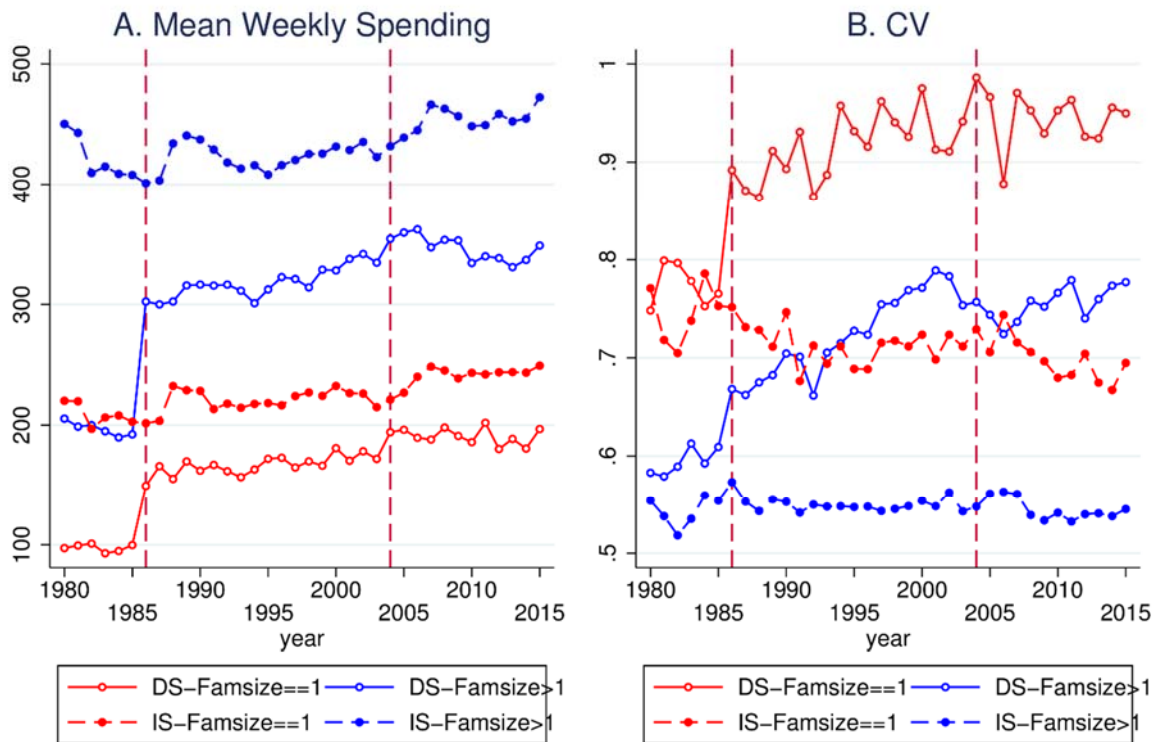 A. Mean Weekly Spending
500
400
300
200
100
1980 1990 2000 2010
1985 1995 2005 2015
year
DS-Famsize==1 DS-Famsize>1
IS-Famsize==1 IS-Famsize>1
B. CV
1
.9
.8
.7
.6
.5
1980 1990 2000 2010
1985 1995 2005 2015
year
DS-Famsize==1 DS-Famsize>1
IS-Famsize==1 IS-Famsize>1